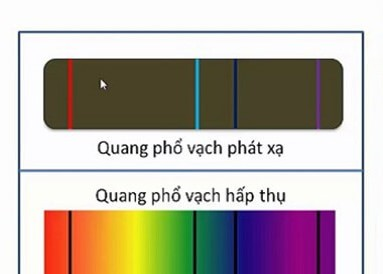 Quang phổ vạch phát xạ
Quang phổ vạch hấp thụ